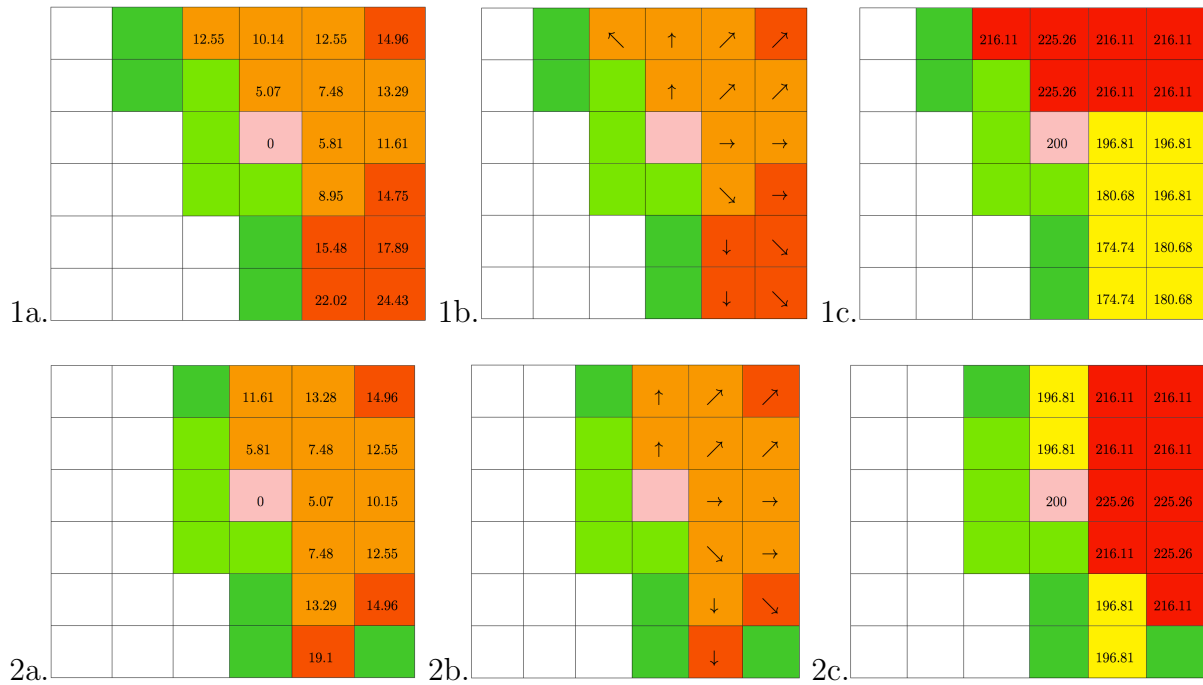 12.55 10.14 12.55 14.96
5.07 7.48 13.29
0 5.81 11.61
8.95 14.75
15.48 17.89
22.02 24.43
1a.
↖ ↑ ↗ ↗
↑ ↗ ↗
→ →
↘ →
↓ ↘
↓ ↘
1b.
216.11 225.26 216.11 216.11
225.26 216.11 216.11
200 196.81 196.81
180.68 196.81
174.74 180.68
174.74 180.68
1c.
11.61 13.28 14.96
5.81 7.48 12.55
0 5.07 10.15
7.48 12.55
13.29 14.96
19.1
2a.
↑ ↗ ↗
↑ ↗ ↗
→ →
↘ →
↓ ↘
↓
2b.
196.81 216.11 216.11
196.81 216.11 216.11
200 225.26 225.26
216.11 225.26
196.81 216.11
196.81
2c.